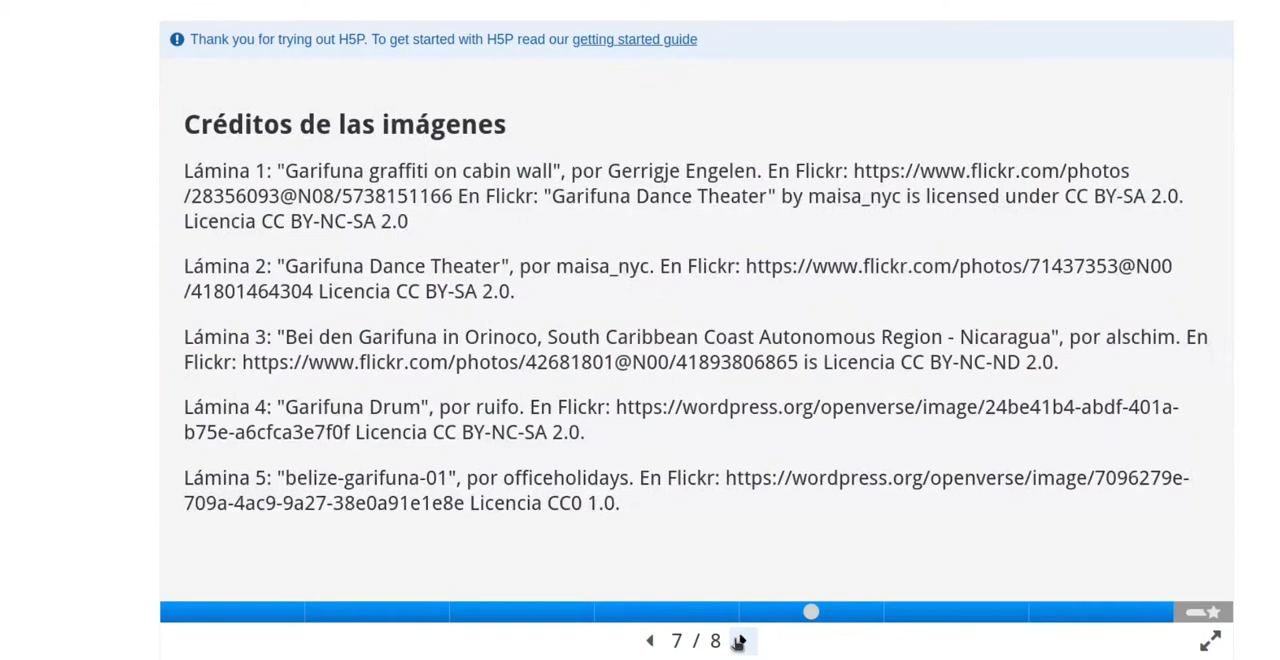 Thank you for trying out H5P. To get started with H5P read our getting started guide
Créditos de las imágenes
Lámina 1: "Garifuna graffiti on cabin wall", por Gerrigje Engelen. En Flickr: https://www.flickr.com/photos
/28356093@N08/5738151166 En Flickr: "Garifuna Dance Theater" by maisa_nyc is licensed under CC BY-SA 2.0.
Licencia CC BY-NC-SA 2.0
Lámina 2: "Garifuna Dance Theater", por maisa_nyc. En Flickr: https://www.flickr.com/photos/71437353@N00
/41801464304 Licencia CC BY-SA 2.0.
Lámina 3: "Bei den Garifuna in Orinoco, South Caribbean Coast Autonomous Region - Nicaragua", por alschim. En
Flickr: https://www.flickr.com/photos/42681801@N00/41893806865 is Licencia CC BY-NC-ND 2.0.
Lámina 4: "Garifuna Drum", por ruifo. En Flickr: https://wordpress.org/openverse/image/24be41b4-abdf-401a-
b75e-a6cfca3e7f0f Licencia CC BY-NC-SA 2.0.
Lámina 5: "belize-garifuna-01", por officeholidays. En Flickr: https://wordpress.org/openverse/image/7096279e-
709a-4ac9-9a27-38e0a91e1e8e Licencia CC0 1.0.
7 / 8